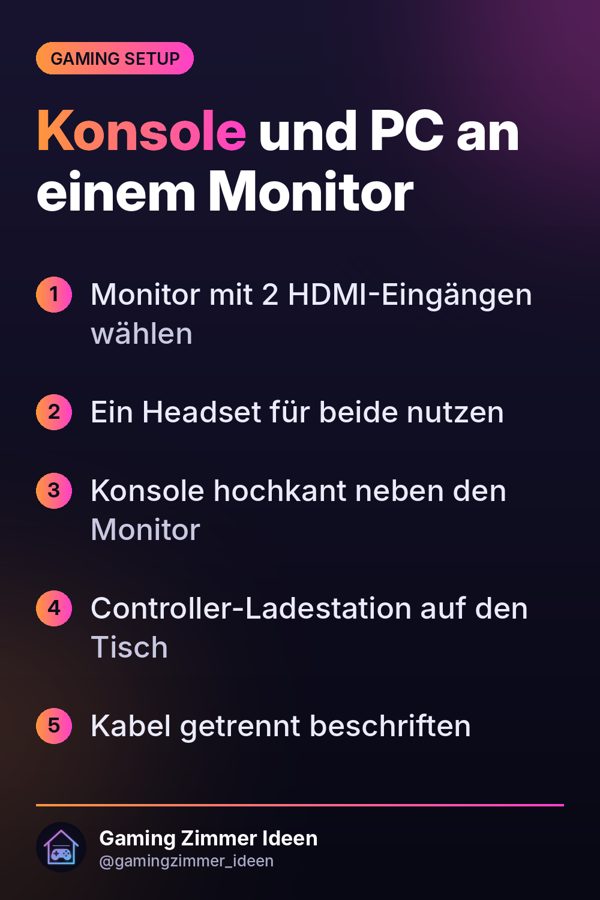 GAMING SETUP
Konsole und PC an
einem Monitor
1 Monitor mit 2 HDMI-Eingängen
wählen
2 Ein Headset für beide nutzen
3 Konsole hochkant neben den
Monitor
4 Controller-Ladestation auf den
Tisch
5 Kabel getrennt beschriften
Gaming Zimmer Ideen
@gamingzimmer_ideen